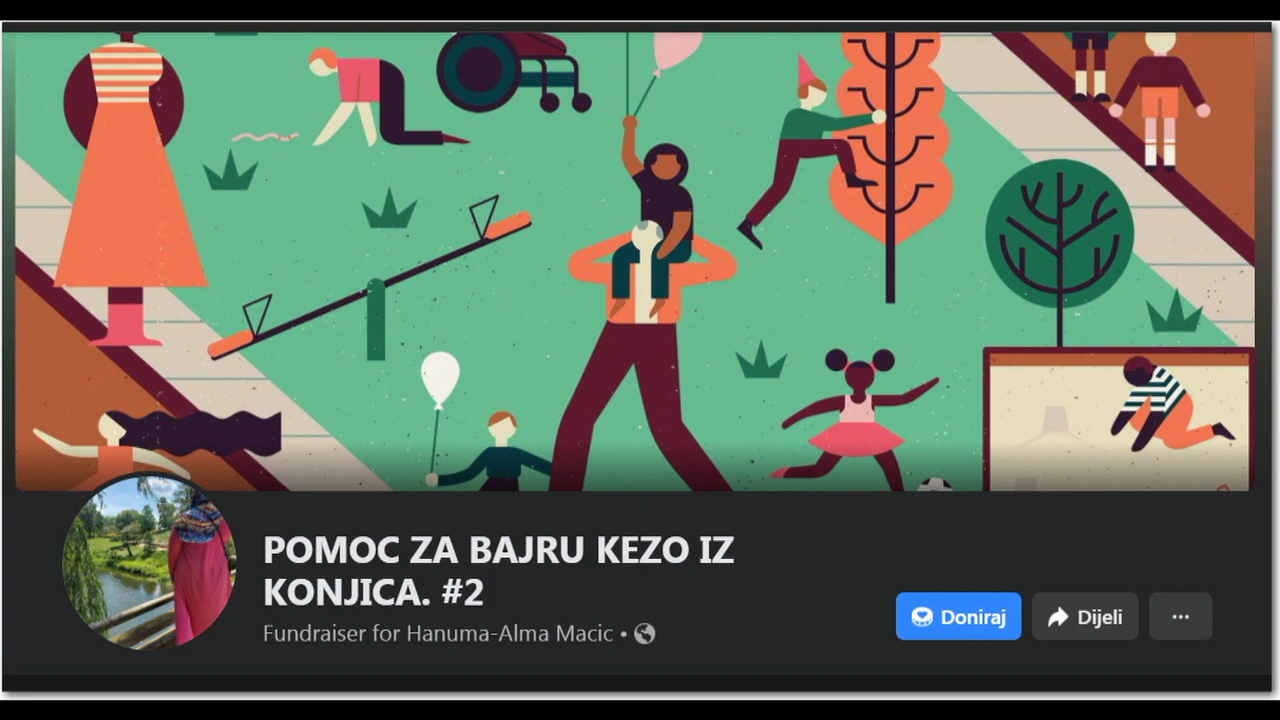 POMOC ZA BAJRU KEZO IZ
KONJICA. #2
Fundraiser for Hanuma-Alma Macic •
Doniraj
Dijeli
...